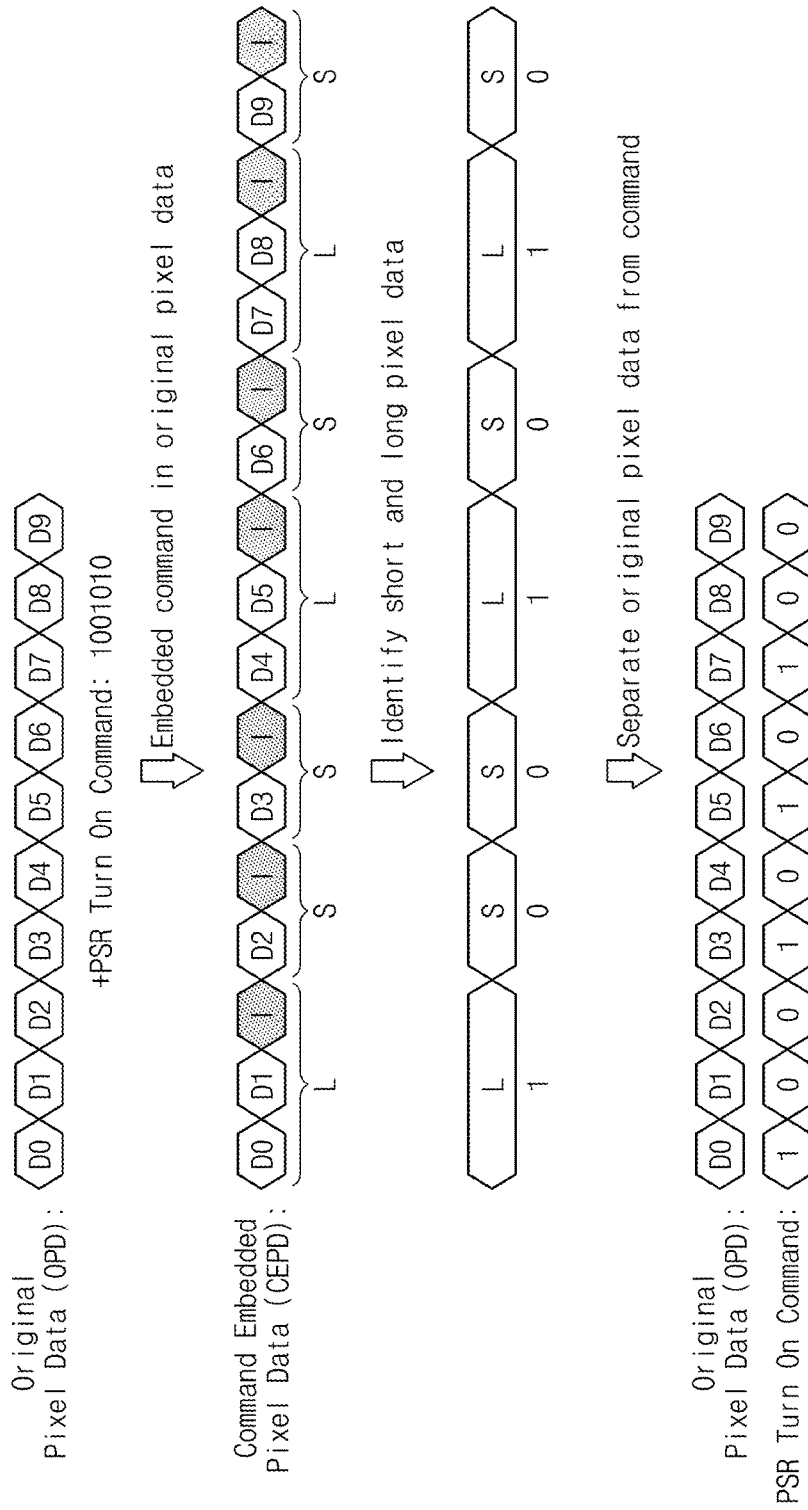 Original
Pixel Data (OPD): D0 D1 D2 D3 D4 D5 D6 D7 D8 D9
+PSR Turn On Command: 1001010
Embedded command in original pixel data
Command Embedded
Pixel Data (CEPD): D0 D1 I D2 I D3 I D4 D5 I D6 I D7 D8 I D9 I
L S S L S L S
Identify short and long pixel data
L S S L S L S
1 0 0 1 0 1 0
Separate original pixel data from command
Original
Pixel Data (OPD): D0 D1 D2 D3 D4 D5 D6 D7 D8 D9
PSR Turn On Command: 1 0 0 1 0 1 0 1 0 0